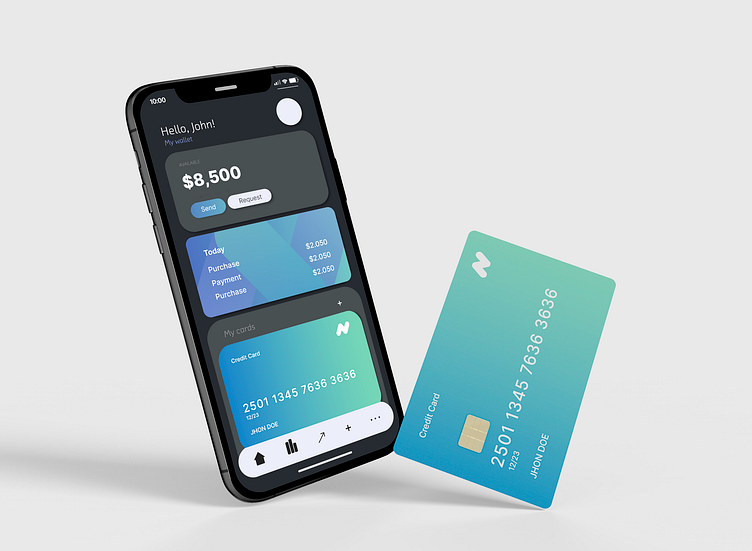 10:00
Hello, John!
My wallet
AVAILABLE
$8,500
Send Request
Today
Purchase $2.050
Payment $2.050
Purchase $2.050
My cards +
Credit Card
2501 1345 7636 3636
12/23
JHON DOE
+ ...
Credit Card
2501 1345 7636 3636
12/23
JHON DOE